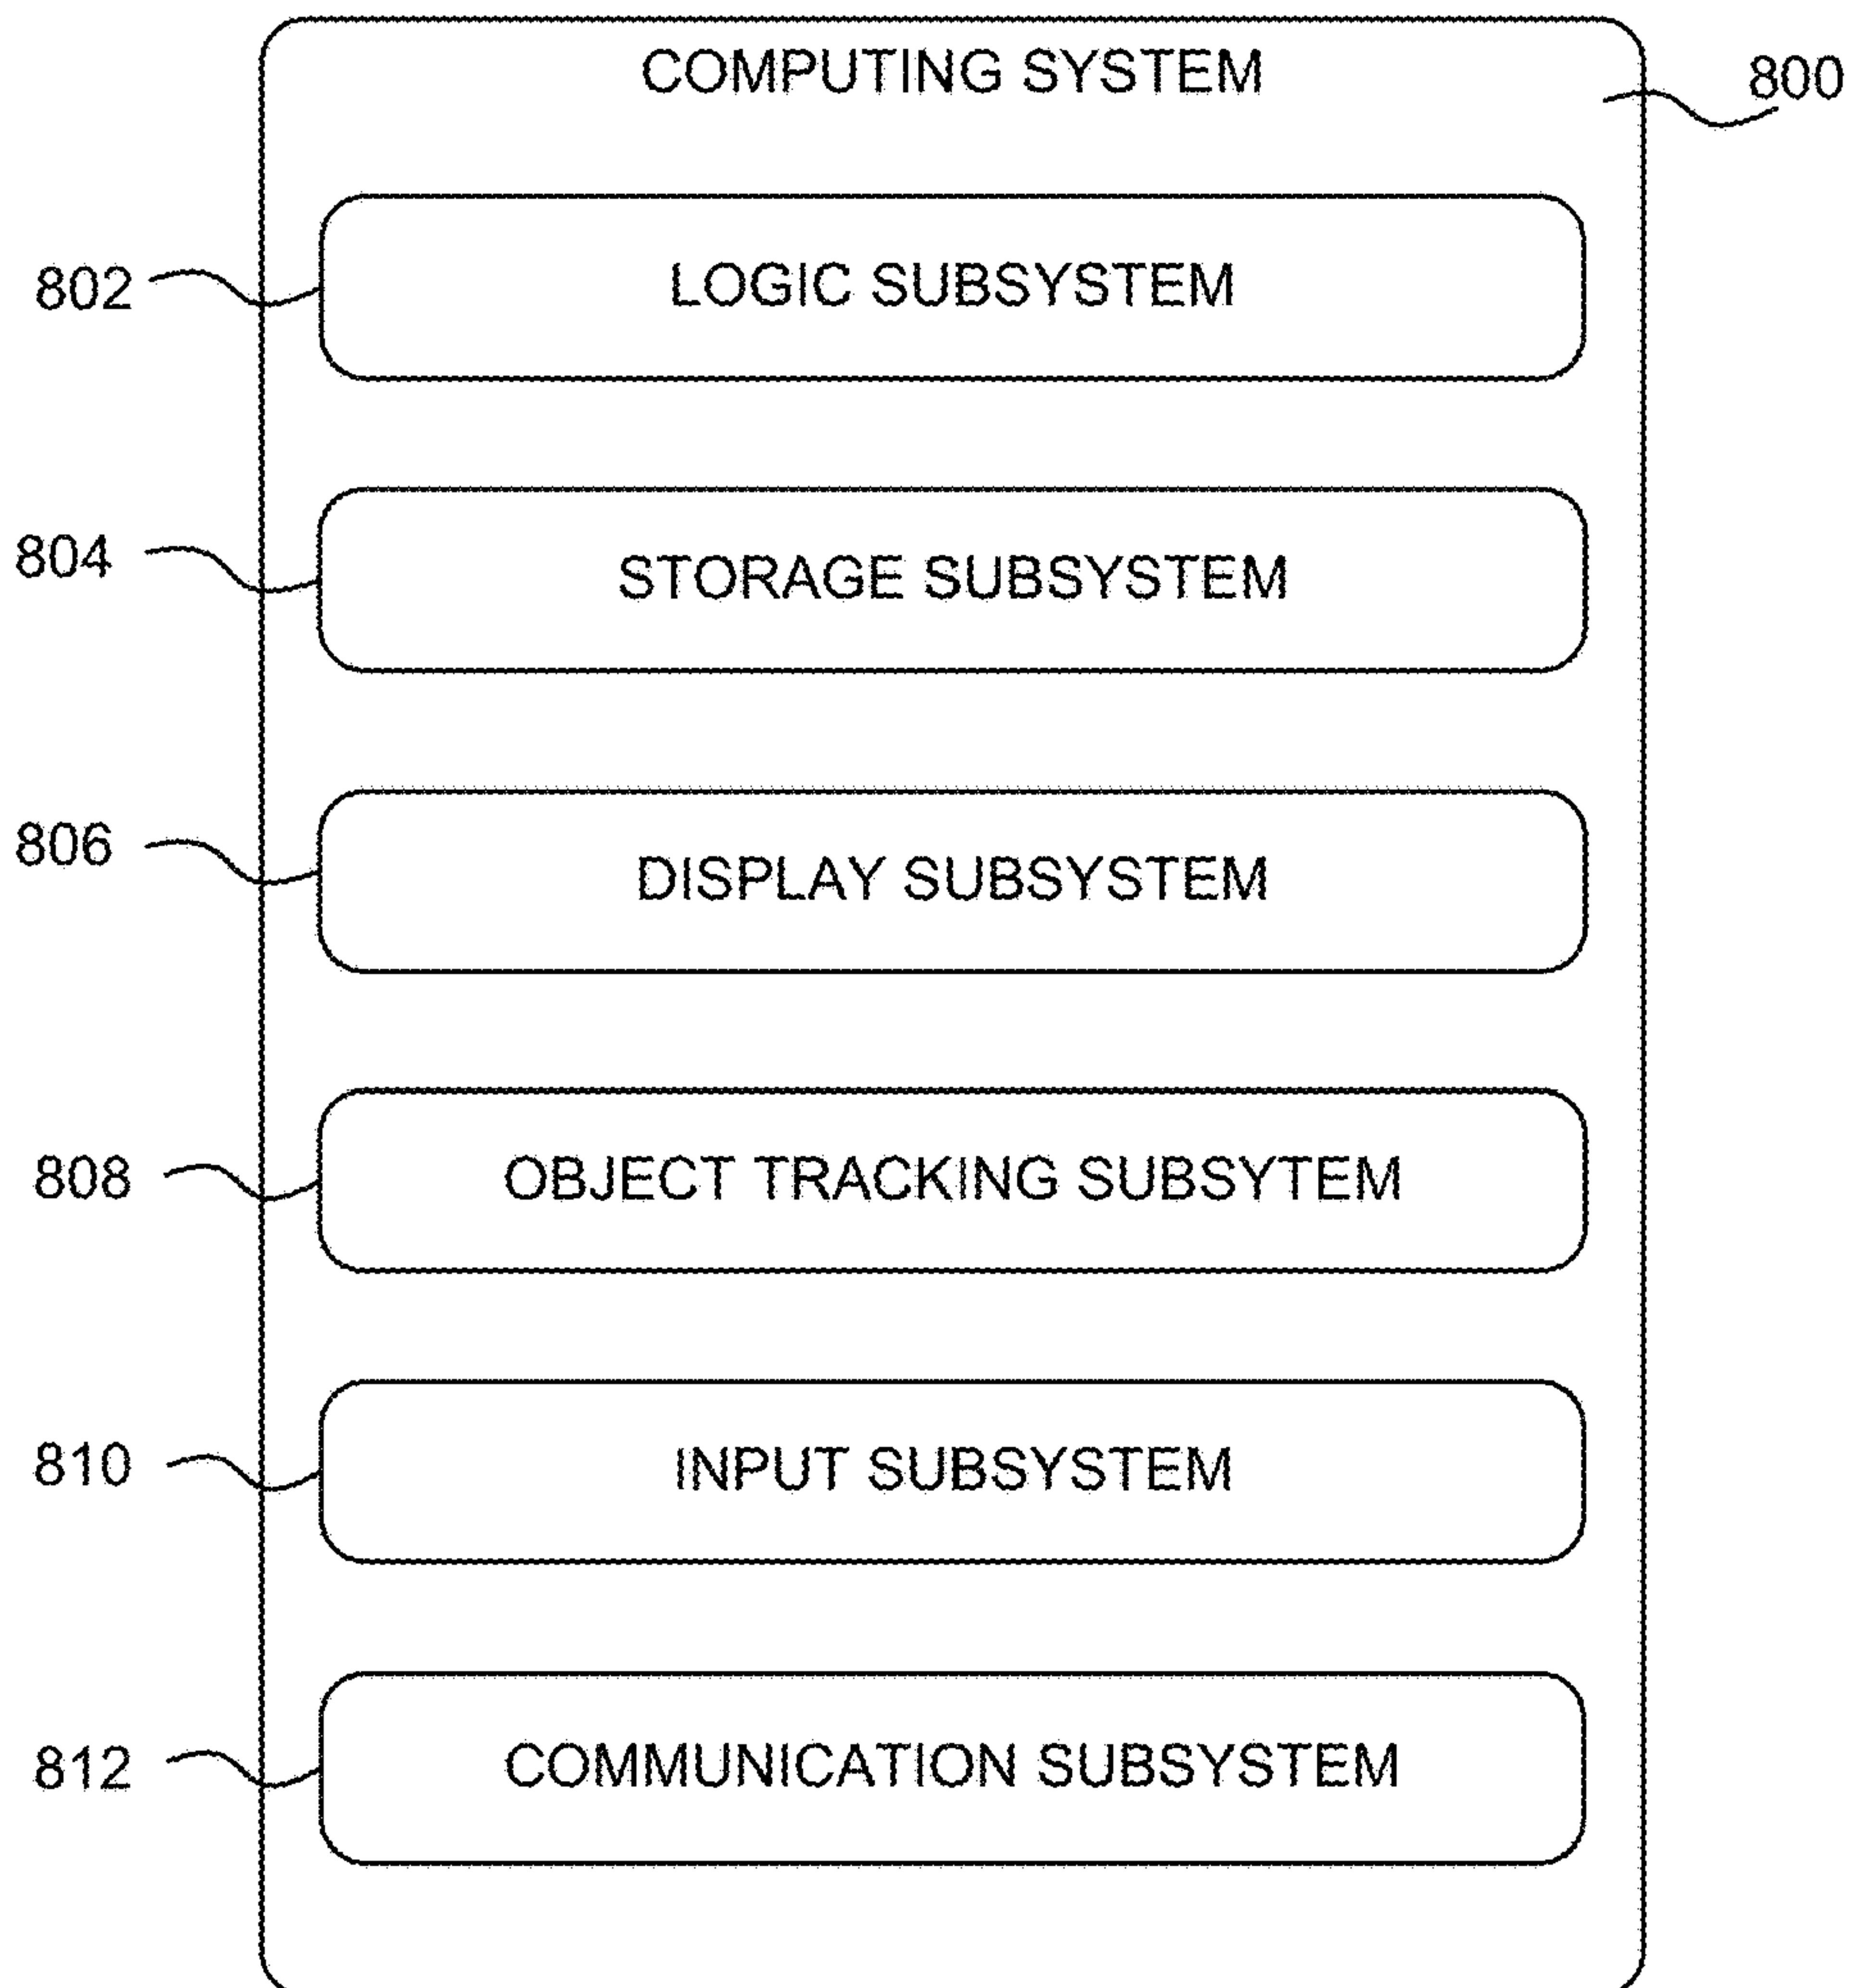 COMPUTING SYSTEM
800
802
LOGIC SUBSYSTEM
804
STORAGE SUBSYSTEM
806
DISPLAY SUBSYSTEM
808
OBJECT TRACKING SUBSYTEM
810
INPUT SUBSYSTEM
812
COMMUNICATION SUBSYSTEM